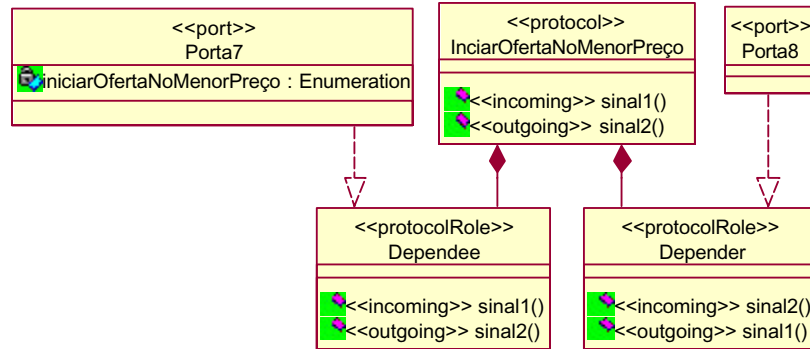 <<port>>
Porta7
iniciarOfertaNoMenorPreço : Enumeration
<<protocol>>
InciarOfertaNoMenorPreço
<<incoming>> sinal1()
<<outgoing>> sinal2()
<<port>>
Porta8
<<protocolRole>>
Dependee
<<incoming>> sinal1()
<<outgoing>> sinal2()
<<protocolRole>>
Depender
<<incoming>> sinal2()
<<outgoing>> sinal1()